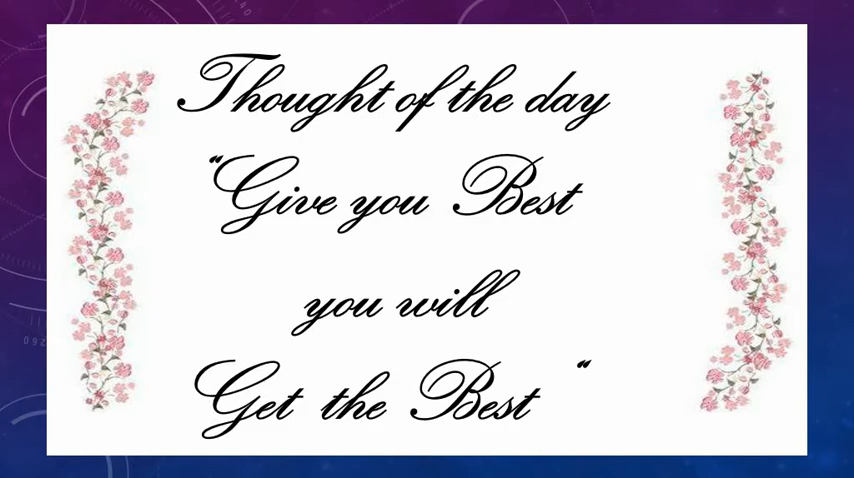 Thought of the day
“Give you Best
you will
Get the Best “